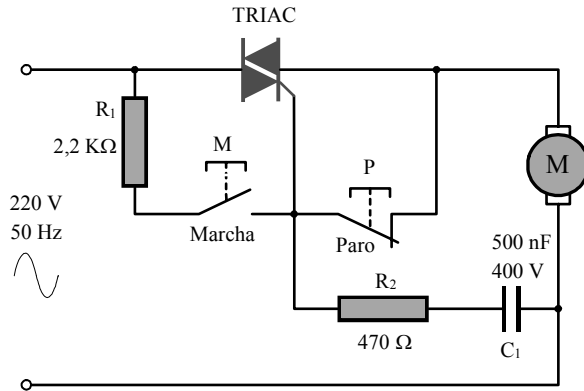 TRIAC
R1
2,2 KΩ
M
Marcha
P
Paro
M
220 V
50 Hz
500 nF
400 V
R2
470 Ω
C1